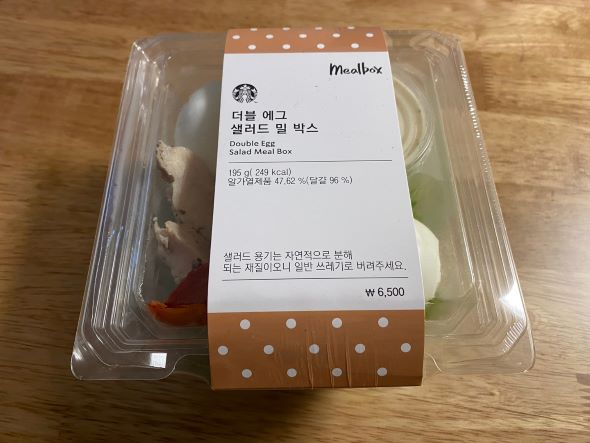 Mealbox
더블 에그
샐러드 밀 박스
Double Egg
Salad Meal Box
195 g( 249 kcal)
알가열제품 47.62 %(달걀 96 %)
샐러드 용기는 자연적으로 분해
되는 재질이오니 일반 쓰레기로 버려주세요.
₩ 6,500